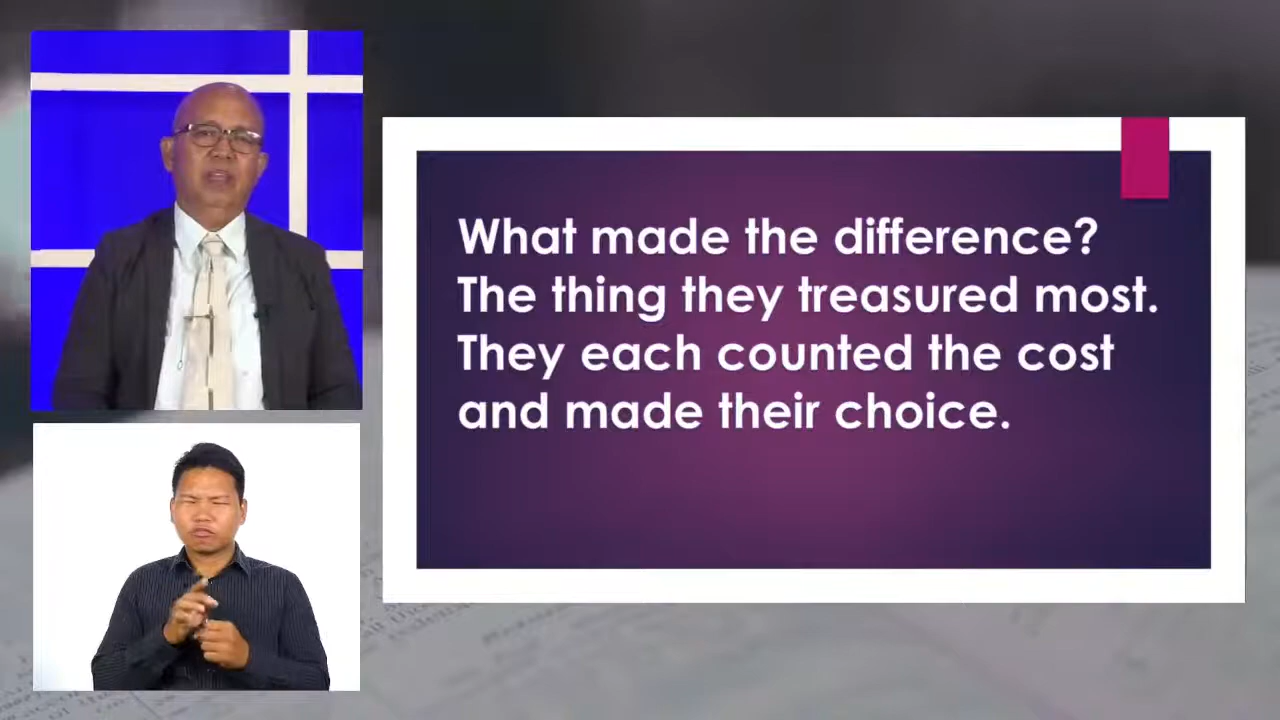 What made the difference?
The thing they treasured most.
They each counted the cost
and made their choice.